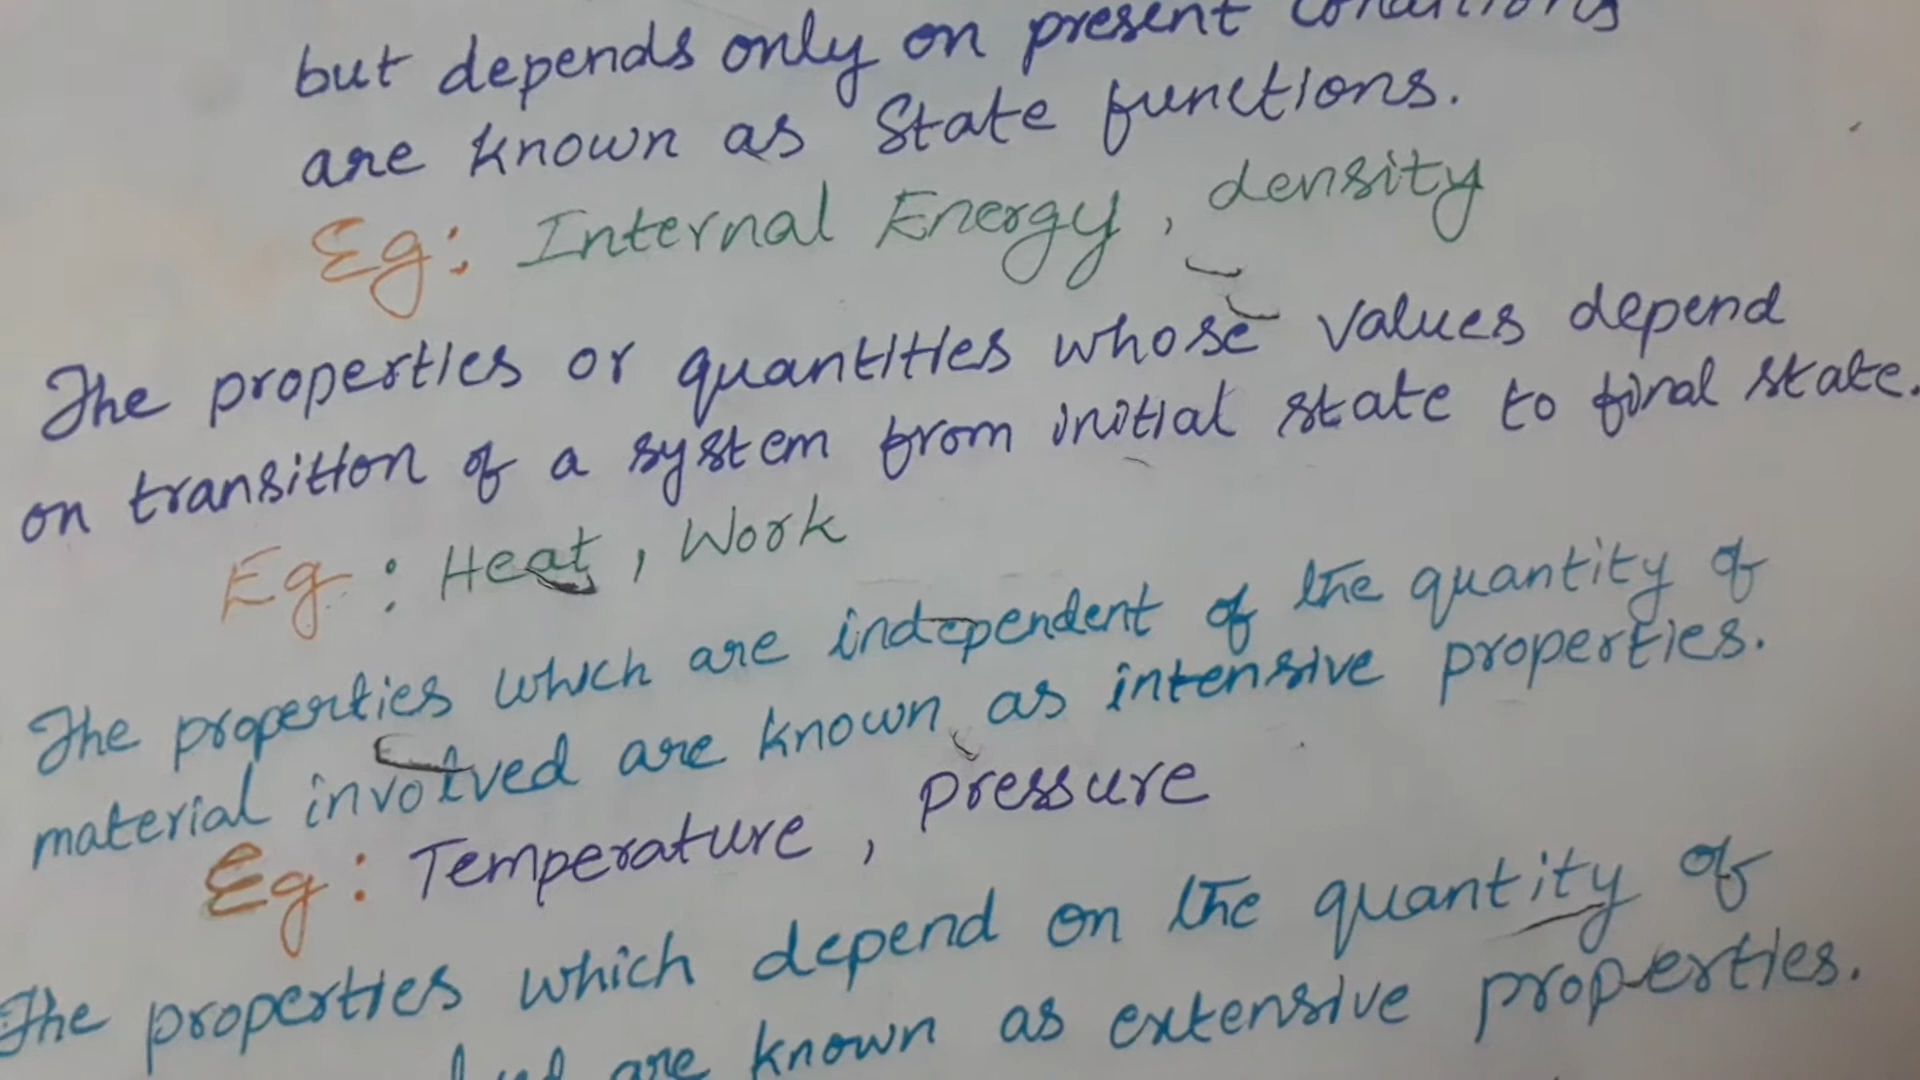 but depends only on present conditions
are known as State functions.
Eg: Internal Energy, density
The properties or quantities whose values depend
on transition of a system from initial state to final state.
Eg: Heat, Work
The properties which are independent of the quantity of
material involved are known as intensive properties.
Eg: Temperature, pressure
The properties which depend on the quantity of
are known as extensive properties.